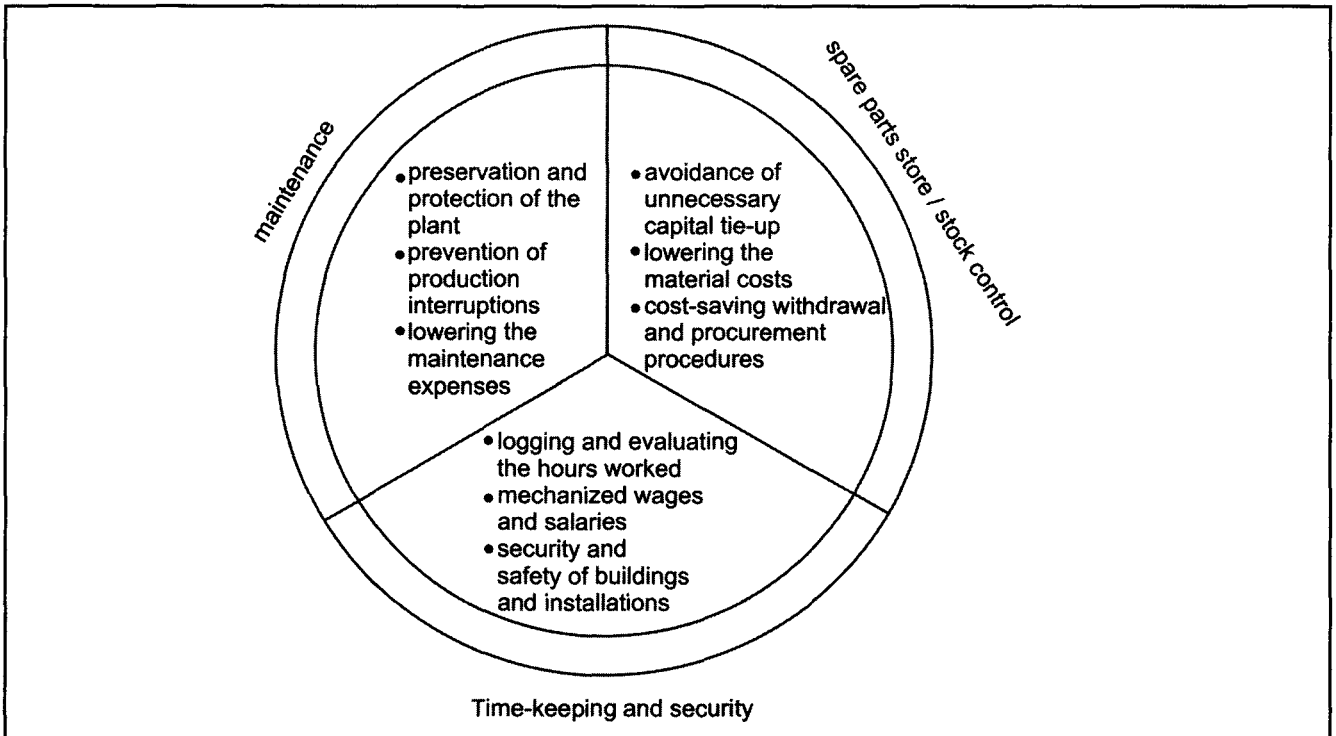 maintenance
• preservation and
protection of the
plant
• prevention of
production
interruptions
• lowering the
maintenance
expenses
spare parts store / stock control
• avoidance of
unnecessary
capital tie-up
• lowering the
material costs
• cost-saving withdrawal
and procurement
procedures
• logging and evaluating
the hours worked
• mechanized wages
and salaries
• security and
safety of buildings
and installations
Time-keeping and security